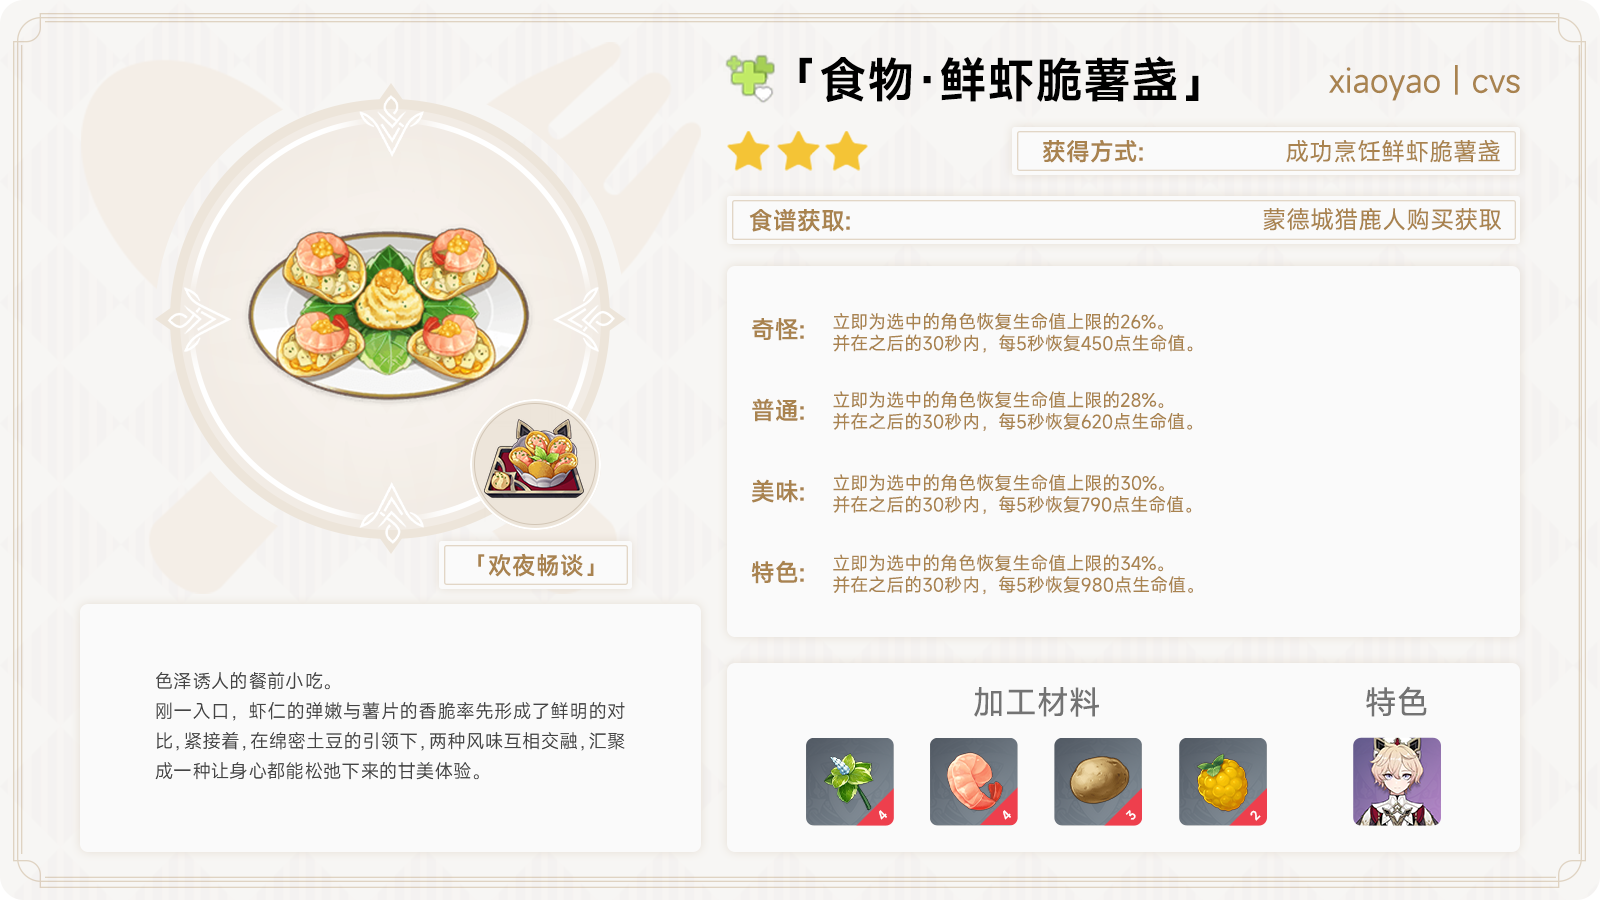 「食物·鲜虾脆薯盏」
xiaoyao | cvs
获得方式: 成功烹饪鲜虾脆薯盏
食谱获取: 蒙德城猎鹿人购买获取
奇怪: 立即为选中的角色恢复生命值上限的26%。
并在之后的30秒内，每5秒恢复450点生命值。
普通: 立即为选中的角色恢复生命值上限的28%。
并在之后的30秒内，每5秒恢复620点生命值。
美味: 立即为选中的角色恢复生命值上限的30%。
并在之后的30秒内，每5秒恢复790点生命值。
特色: 立即为选中的角色恢复生命值上限的34%。
并在之后的30秒内，每5秒恢复980点生命值。
「欢夜畅谈」
色泽诱人的餐前小吃。
刚一入口，虾仁的弹嫩与薯片的香脆率先形成了鲜明的对
比,紧接着,在绵密土豆的引领下,两种风味互相交融,汇聚
成一种让身心都能松弛下来的甘美体验。
加工材料 特色
4 4 3 2